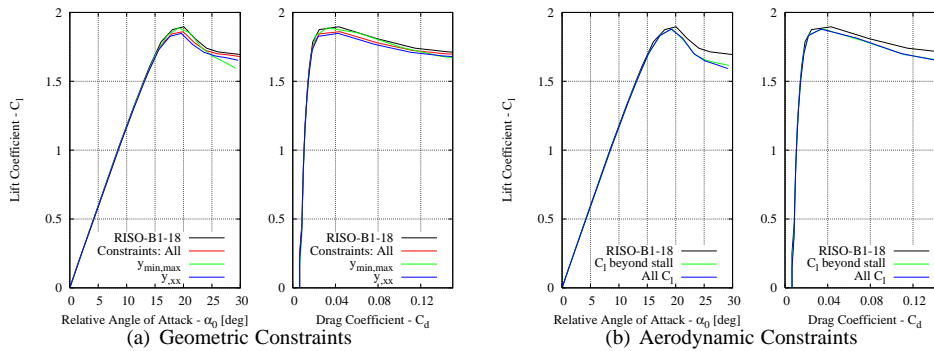 Lift Coefficient - C_l
2
1.5
1
0.5
0
RISO-B1-18
Constraints: All
y_min,max
y_,xx
0 5 10 15 20 25 30
Relative Angle of Attack - α_0 [deg]
RISO-B1-18
Constraints: All
y_min,max
y_,xx
0 0.04 0.08 0.12
Drag Coefficient - C_d
(a) Geometric Constraints
Lift Coefficient - C_l
2
1.5
1
0.5
0
RISO-B1-18
C_l beyond stall
All C_l
0 5 10 15 20 25 30
Relative Angle of Attack - α_0 [deg]
RISO-B1-18
C_l beyond stall
All C_l
0 0.04 0.08 0.12
Drag Coefficient - C_d
(b) Aerodynamic Constraints